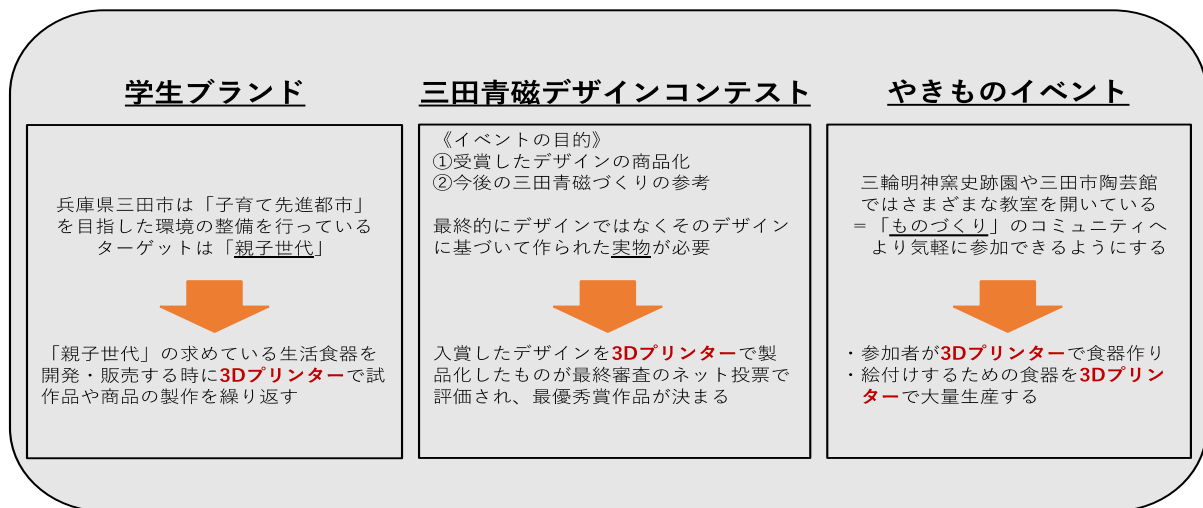 学生ブランド
兵庫県三田市は「子育て先進都市」
を目指した環境の整備を行っている
ターゲットは「親子世代」
「親子世代」の求めている生活食器を
開発・販売する時に3Dプリンターで試
作品や商品の製作を繰り返す
三田青磁デザインコンテスト
《イベントの目的》
①受賞したデザインの商品化
②今後の三田青磁づくりの参考
最終的にデザインではなくそのデザイン
に基づいて作られた実物が必要
入賞したデザインを3Dプリンターで製
品化したものが最終審査のネット投票で
評価され、最優秀賞作品が決まる
やきものイベント
三輪明神窯史跡園や三田市陶芸館
ではさまざまな教室を開いている
=「ものづくり」のコミュニティへ
より気軽に参加できるようにする
・参加者が3Dプリンターで食器作り
・絵付けするための食器を3Dプリン
ターで大量生産する